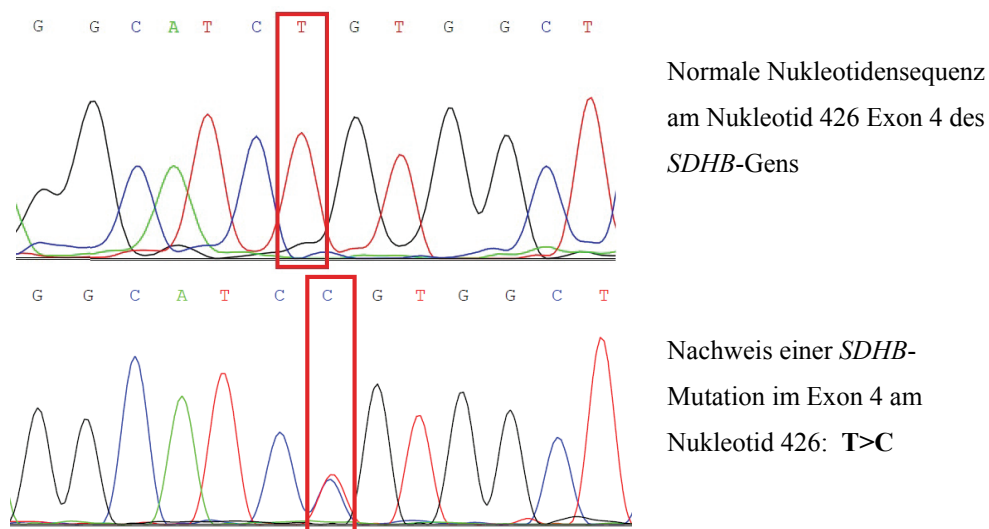 G G C A T C T G T G G C T
Normale Nukleotidensequenz
am Nukleotid 426 Exon 4 des
SDHB-Gens
G G C A T C C G T G G C T
Nachweis einer SDHB-
Mutation im Exon 4 am
Nukleotid 426: T>C